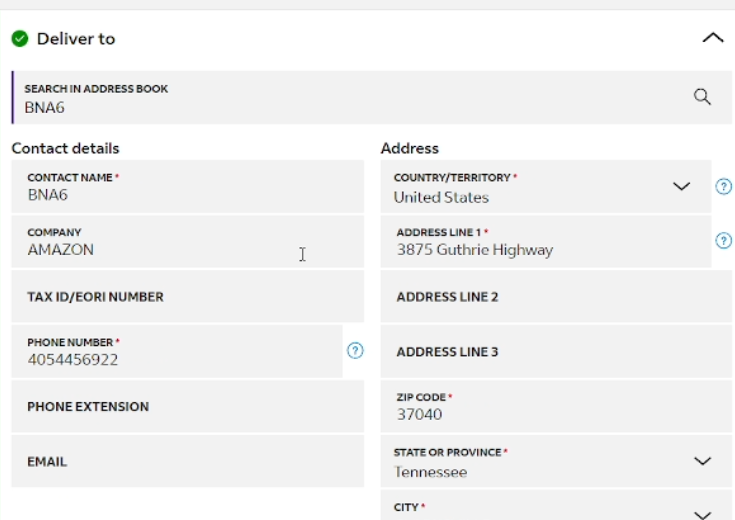 Deliver to
SEARCH IN ADDRESS BOOK
BNA6
Contact details
CONTACT NAME *
BNA6
COMPANY
AMAZON
TAX ID/EORI NUMBER
PHONE NUMBER *
4054456922
?
PHONE EXTENSION
EMAIL
Address
COUNTRY/TERRITORY *
United States
?
ADDRESS LINE 1 *
3875 Guthrie Highway
?
ADDRESS LINE 2
ADDRESS LINE 3
ZIP CODE *
37040
STATE OR PROVINCE *
Tennessee
CITY *